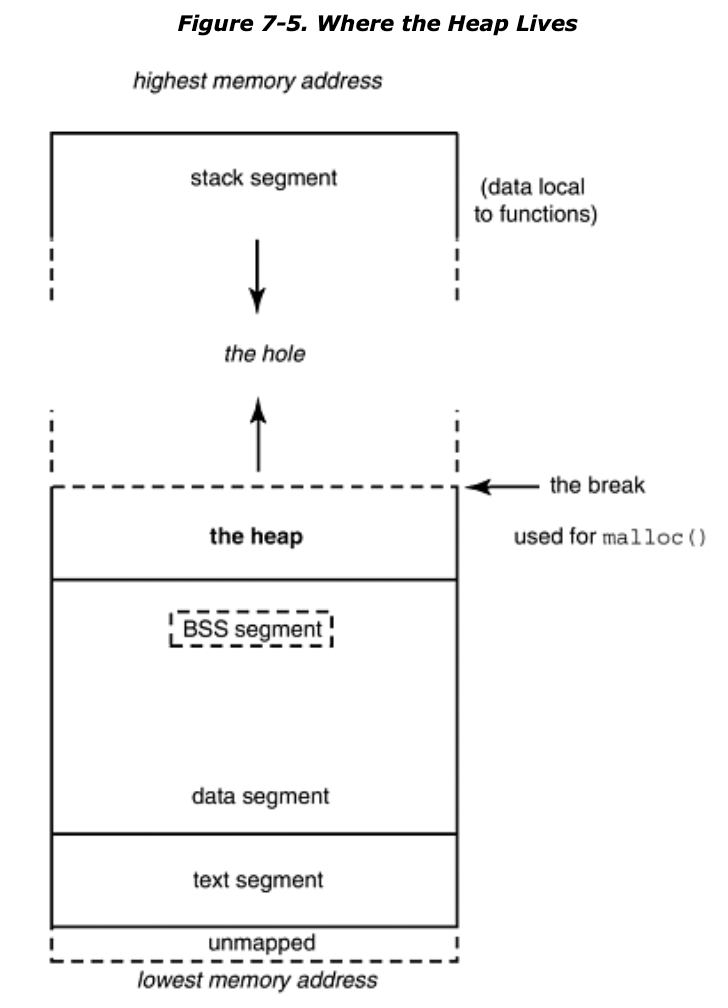 Figure 7-5. Where the Heap Lives
highest memory address
stack segment
(data local
to functions)
the hole
the break
the heap
used for malloc()
BSS segment
data segment
text segment
unmapped
lowest memory address